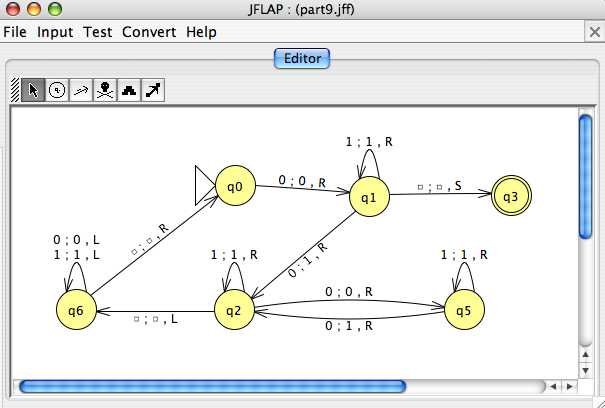 JFLAP : (part9.jff)
File Input Test Convert Help
Editor
1 ; 1 , R
q0
0 ; 0 , R
q1
□ ; □ , S
q3
0 ; 0 , L
1 ; 1 , L
□ ; □ , R
1 ; 1 , R
0 ; 1 , R
1 ; 1 , R
q6
□ ; □ , L
q2
0 ; 0 , R
0 ; 1 , R
q5